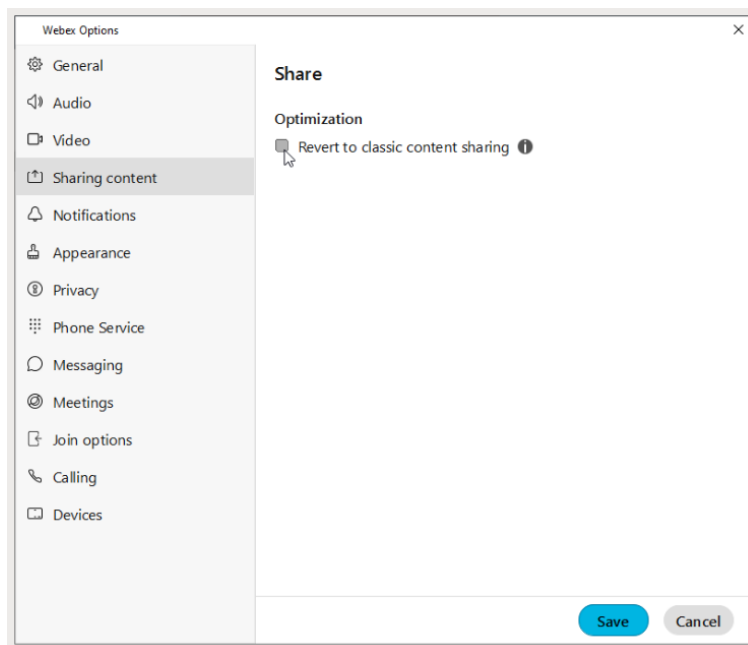 Webex Options
General
Audio
Video
Sharing content
Notifications
Appearance
Privacy
Phone Service
Messaging
Meetings
Join options
Calling
Devices
Share
Optimization
Revert to classic content sharing
Save
Cancel